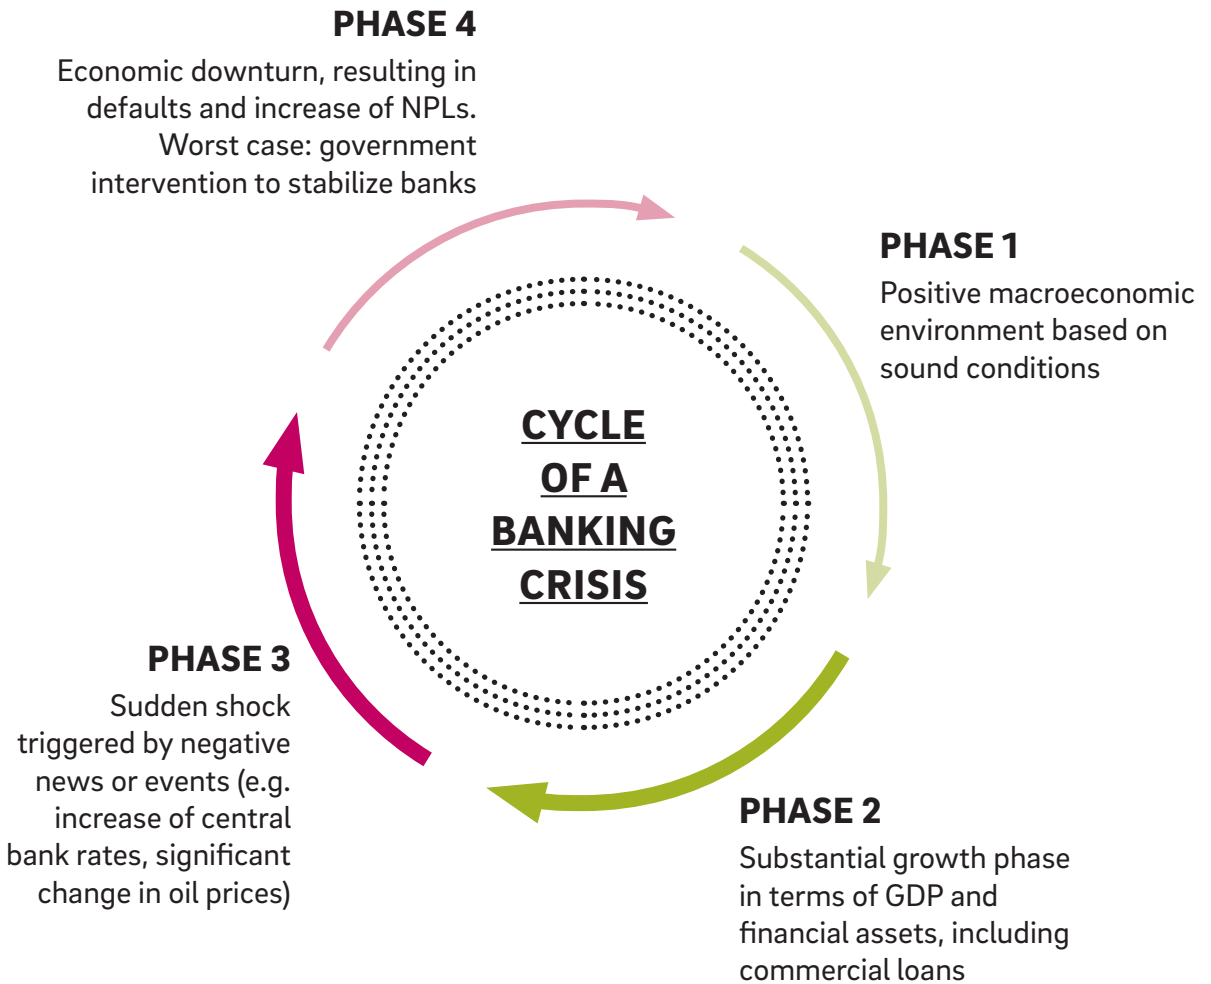 PHASE 4
Economic downturn, resulting in
defaults and increase of NPLs.
Worst case: government
intervention to stabilize banks
PHASE 1
Positive macroeconomic
environment based on
sound conditions
CYCLE
OF A
BANKING
CRISIS
PHASE 3
Sudden shock
triggered by negative
news or events (e.g.
increase of central
bank rates, significant
change in oil prices)
PHASE 2
Substantial growth phase
in terms of GDP and
financial assets, including
commercial loans